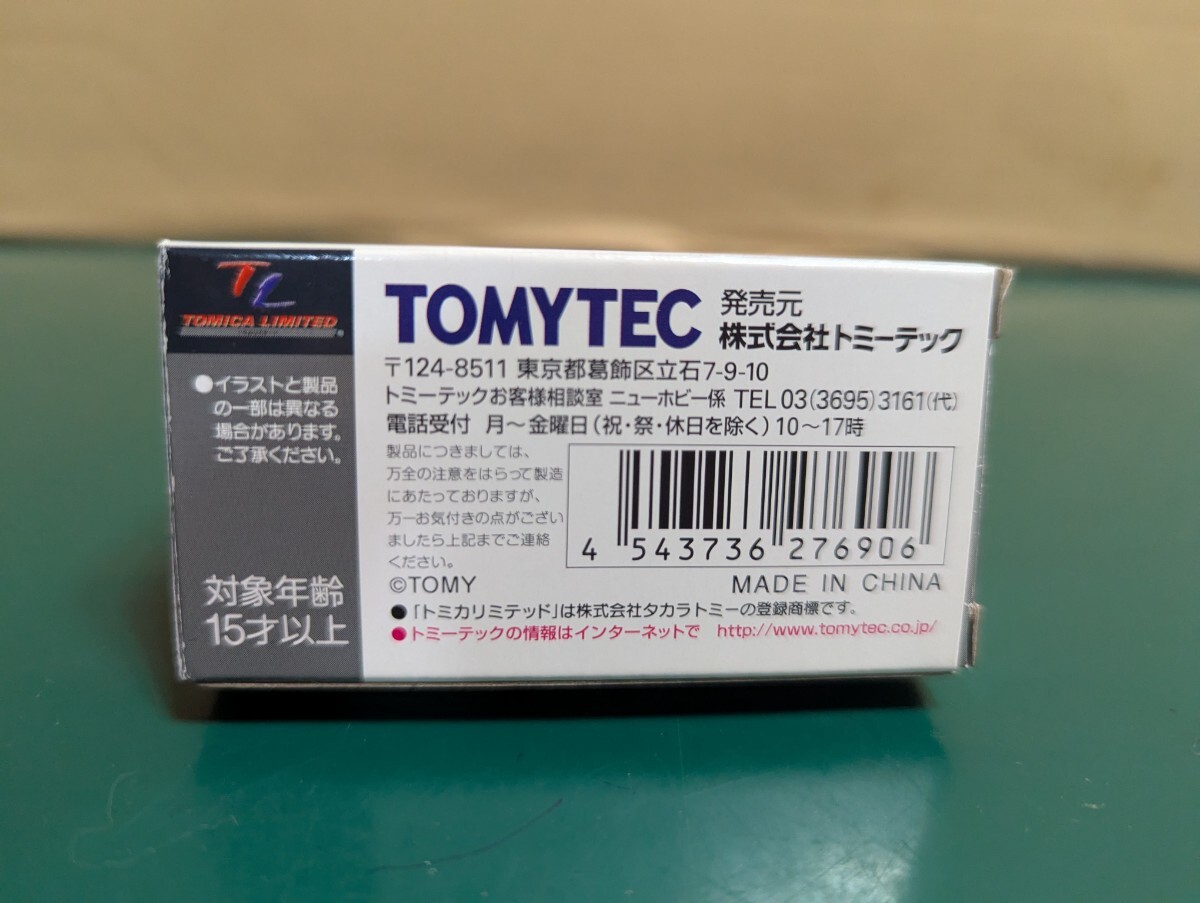 TL
TOMICA LIMITED
●イラストと製品
の一部は異なる
場合があります。
ご了承ください。
対象年齢
15才以上
TOMYTEC
発売元
株式会社トミーテック
〒124-8511 東京都葛飾区立石7-9-10
トミーテックお客様相談室 ニューホビー係 TEL 03(3695)3161(代)
電話受付 月〜金曜日(祝・祭・休日を除く)10〜17時
製品につきましては、
万全の注意をはらって製造
にあたっておりますが、
万一お気付きの点がござい
ましたら上記までご連絡
ください。
4 543736 276906
©TOMY
MADE IN CHINA
●「トミカリミテッド」は株式会社タカラトミーの登録商標です。
●トミーテックの情報はインターネットで http://www.tomytec.co.jp/